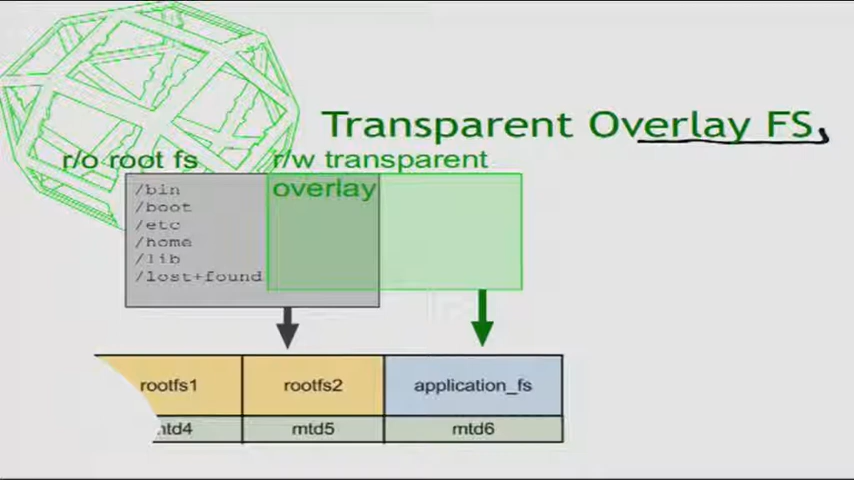 Transparent Overlay FS
r/o root fs
r/w transparent
overlay
/bin
/boot
/etc
/home
/lib
/lost+found
rootfs1
rootfs2
application_fs
mtd4
mtd5
mtd6